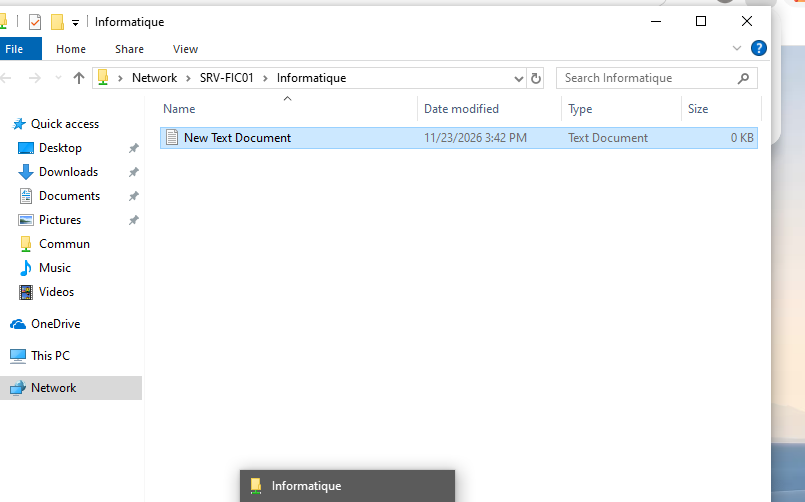 Informatique
File Home Share View
Network SRV-FIC01 Informatique Search Informatique
Name Date modified Type Size
New Text Document 11/23/2026 3:42 PM Text Document 0 KB
Quick access
Desktop
Downloads
Documents
Pictures
Commun
Music
Videos
OneDrive
This PC
Network
Informatique